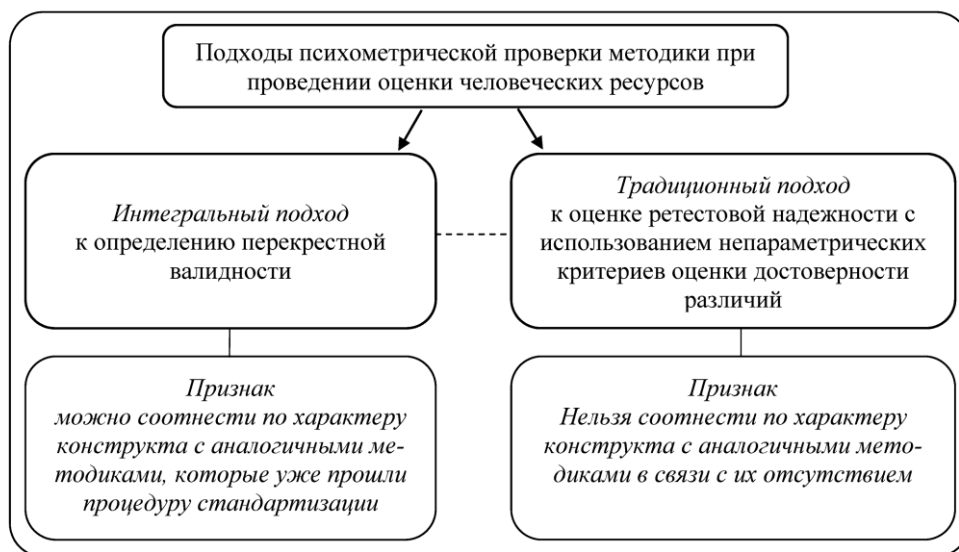 Подходы психометрической проверки методики при
проведении оценки человеческих ресурсов
Интегральный подход
к определению перекрестной
валидности
Традиционный подход
к оценке ретестовой надежности с
использованием непараметрических
критериев оценки достоверности
различий
Признак
можно соотнести по характеру
конструкта с аналогичными ме-
тодиками, которые уже прошли
процедуру стандартизации
Признак
Нельзя соотнести по характеру
конструкта с аналогичными мето-
диками в связи с их отсутствием